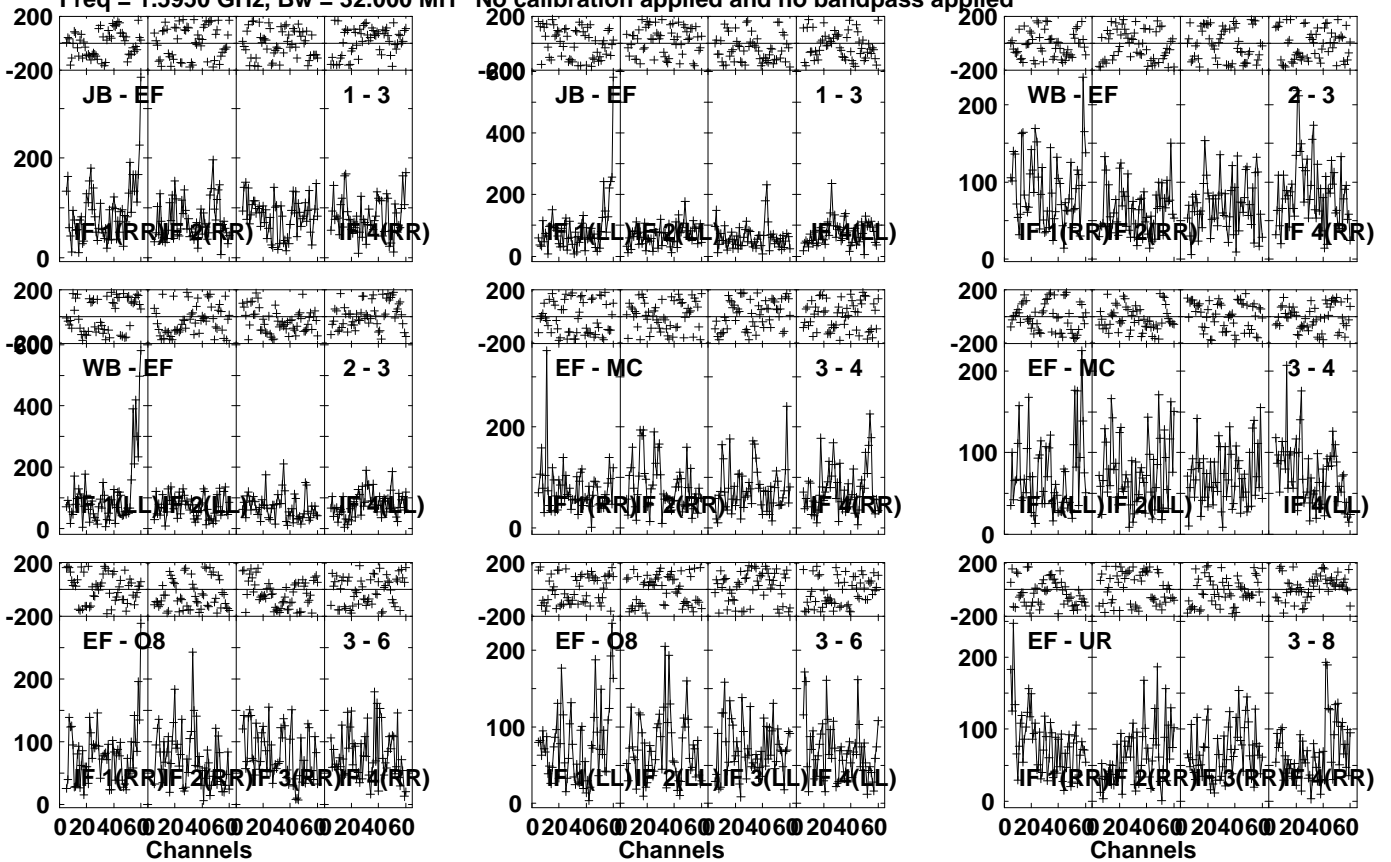 Freq = 1.5950 GHz, Bw = 32.000 MH No calibration applied and no bandpass applied
200
-200
JB - EF 1 - 3
200
0
IF 1(RR) IF 2(RR) IF 4(RR)
200
-200
600
JB - EF 1 - 3
400
200
0
IF 1(LL) IF 2(LL) IF 4(LL)
WB - EF 2 - 3
200
100
0
IF 1(RR) IF 2(RR) IF 4(RR)
200
-200
600
WB - EF 2 - 3
400
200
0
IF 1(LL) IF 2(LL) IF 4(LL)
200
-200
EF - MC 3 - 4
200
0
IF 1(RR) IF 2(RR) IF 4(RR)
200
-200
EF - MC 3 - 4
200
100
0
IF 1(LL) IF 2(LL) IF 4(LL)
200
-200
EF - O8 3 - 6
200
100
0
IF 1(RR) IF 2(RR) IF 3(RR) IF 4(RR)
0 20 40 60 0 20 40 60 0 20 40 60 0 20 40 60
Channels
200
-200
EF - O8 3 - 6
200
100
0
IF 1(LL) IF 2(LL) IF 3(LL) IF 4(LL)
0 20 40 60 0 20 40 60 0 20 40 60 0 20 40 60
Channels
200
-200
EF - UR 3 - 8
200
100
0
IF 1(RR) IF 2(RR) IF 3(RR) IF 4(RR)
0 20 40 60 0 20 40 60 0 20 40 60 0 20 40 60
Channels